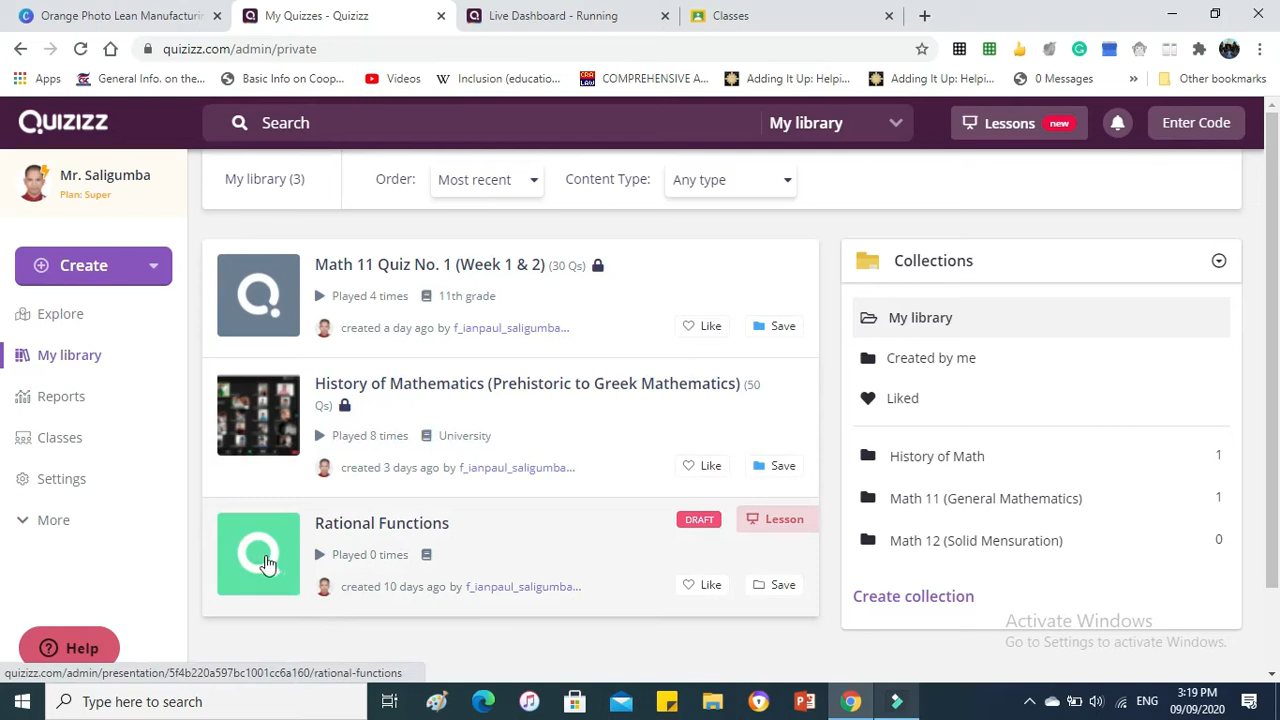 Orange Photo Lean Manufacturin
My Quizzes - Quizizz
Live Dashboard - Running
Classes
quizizz.com/admin/private
Apps
General Info. on the...
Basic Info on Coop...
Videos
Inclusion (educatio...
COMPREHENSIVE A...
Adding It Up: Helpi...
Adding It Up: Helpi...
0 Messages
»
Other bookmarks
Quizizz
Search
My library
Lessons new
Enter Code
Mr. Saligumba
Plan: Super
My library (3)
Order:
Most recent
Content Type:
Any type
Create
Explore
My library
Reports
Classes
Settings
More
Help
Math 11 Quiz No. 1 (Week 1 & 2) (30 Qs)
Played 4 times
11th grade
created a day ago by f_ianpaul_saligumba...
Like
Save
History of Mathematics (Prehistoric to Greek Mathematics) (50
Qs)
Played 8 times
University
created 3 days ago by f_ianpaul_saligumba...
Like
Save
Rational Functions
DRAFT
Lesson
Played 0 times
created 10 days ago by f_ianpaul_saligumba...
Like
Save
Collections
My library
Created by me
Liked
History of Math 1
Math 11 (General Mathematics) 1
Math 12 (Solid Mensuration) 0
Create collection
Activate Windows
Go to Settings to activate Windows.
quizizz.com/admin/presentation/5f4b220a597bc1001cc6a160/rational-functions
Type here to search
ENG
3:19 PM
09/09/2020